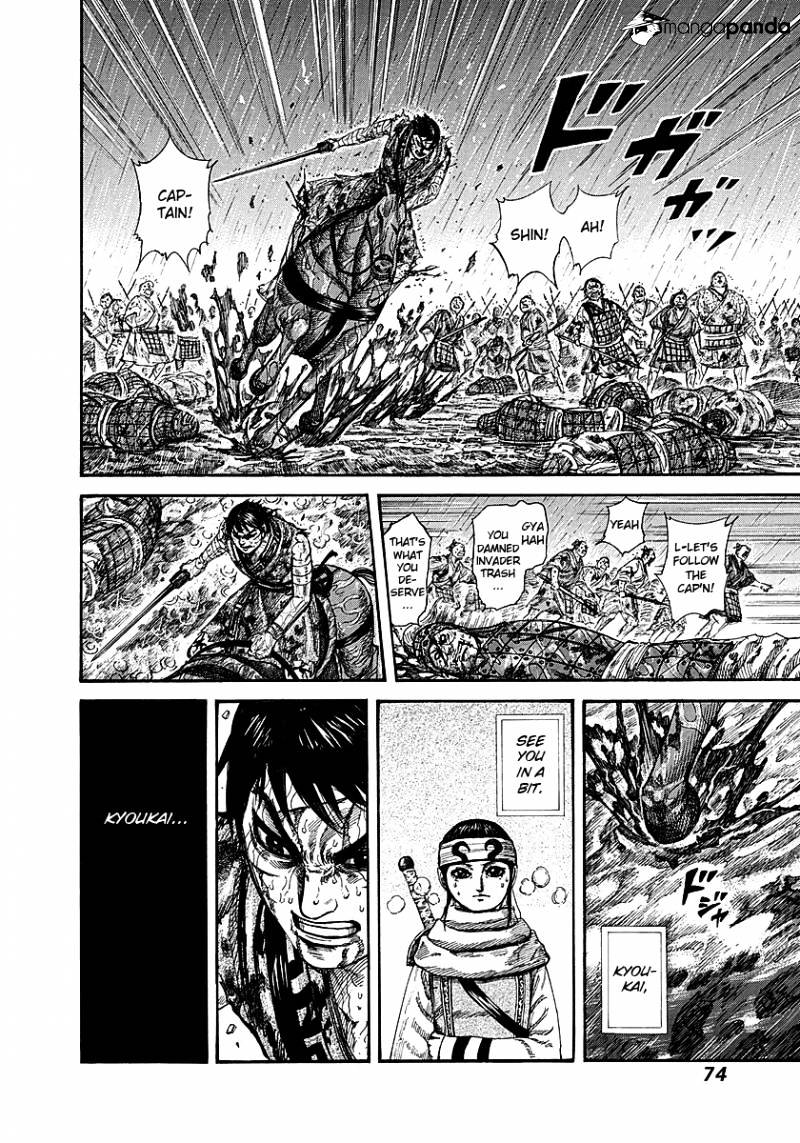 mangapanda
ドガガッ
AH!
SHIN!
CAP-
TAIN!
L-LET'S
FOLLOW
THE
CAP'N!
YEAH
GYA
HAH
YOU
DAMNED
INVADER
TRASH
...
THAT'S
WHAT
YOU
DE-
SERVE
...
ドジャ
KYOU-
KAI,
SEE
YOU
IN A
BIT.
KYOUKAI...
74